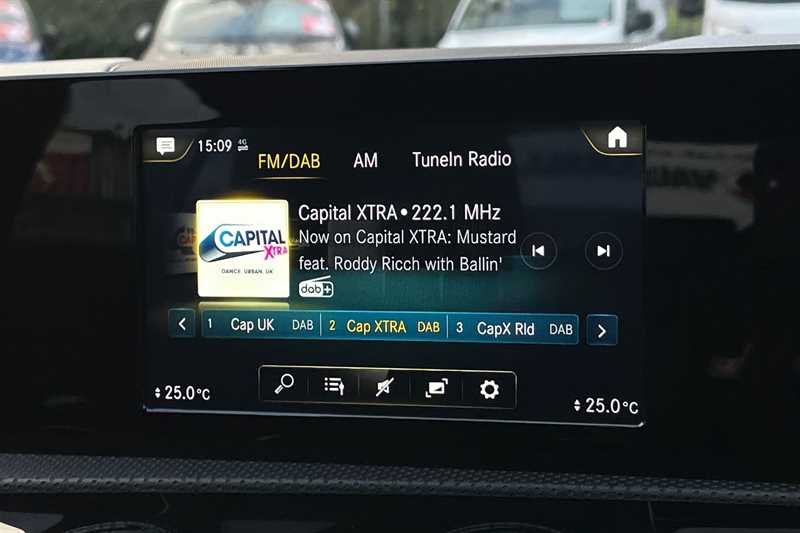 15:09 4G
FM/DAB AM TuneIn Radio
CAPITAL
XTRA
DANCE. URBAN. UK
Capital XTRA • 222.1 MHz
Now on Capital XTRA: Mustard
feat. Roddy Ricch with Ballin'
dab+
1 Cap UK DAB 2 Cap XTRA DAB 3 CapX Rld DAB
25.0°C
25.0°C